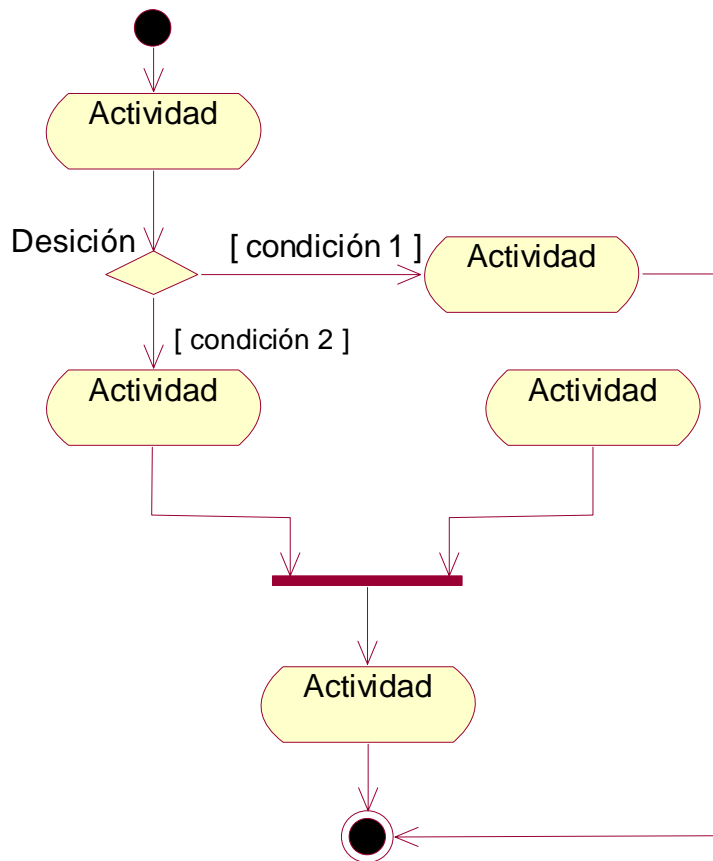 Actividad
Desición
[ condición 1 ]
Actividad
[ condición 2 ]
Actividad
Actividad
Actividad